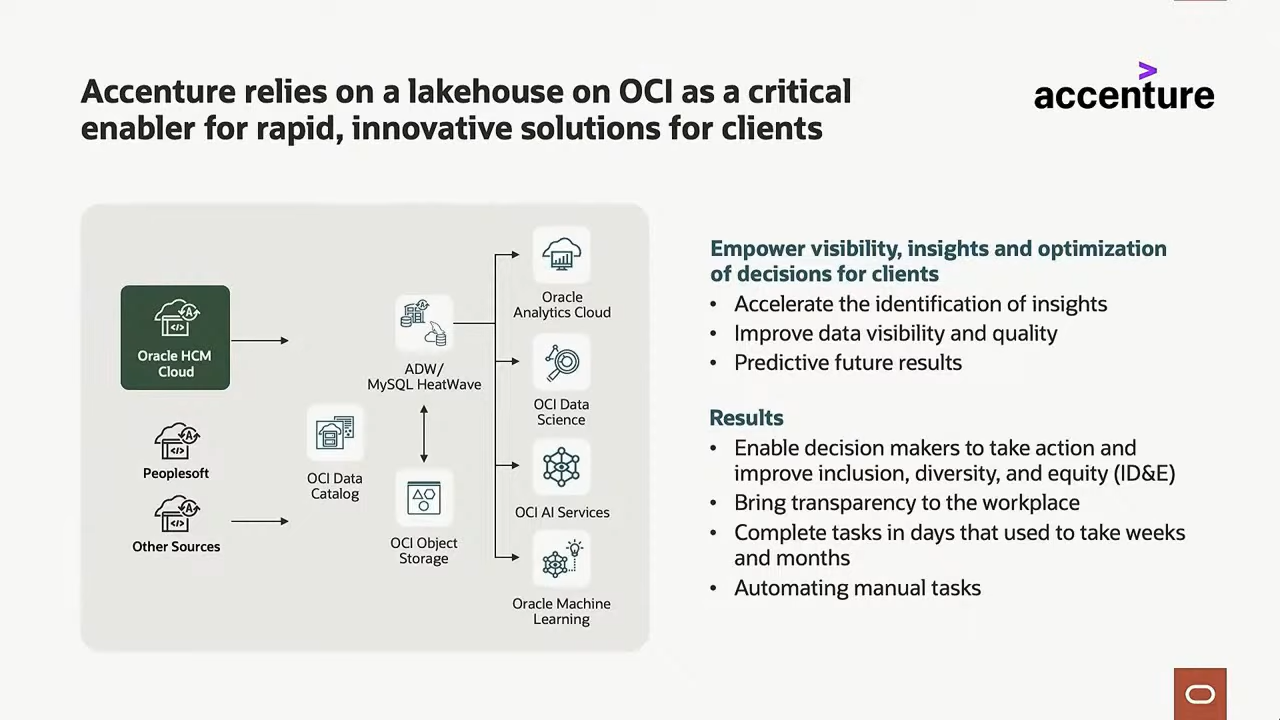 Accenture relies on a lakehouse on OCI as a critical
enabler for rapid, innovative solutions for clients
>
accenture
Oracle HCM
Cloud
Peoplesoft
Other Sources
OCI Data
Catalog
ADW/
MySQL HeatWave
OCI Object
Storage
Oracle
Analytics Cloud
OCI Data
Science
OCI AI Services
Oracle Machine
Learning
Empower visibility, insights and optimization
of decisions for clients
• Accelerate the identification of insights
• Improve data visibility and quality
• Predictive future results
Results
• Enable decision makers to take action and
improve inclusion, diversity, and equity (ID&E)
• Bring transparency to the workplace
• Complete tasks in days that used to take weeks
and months
• Automating manual tasks